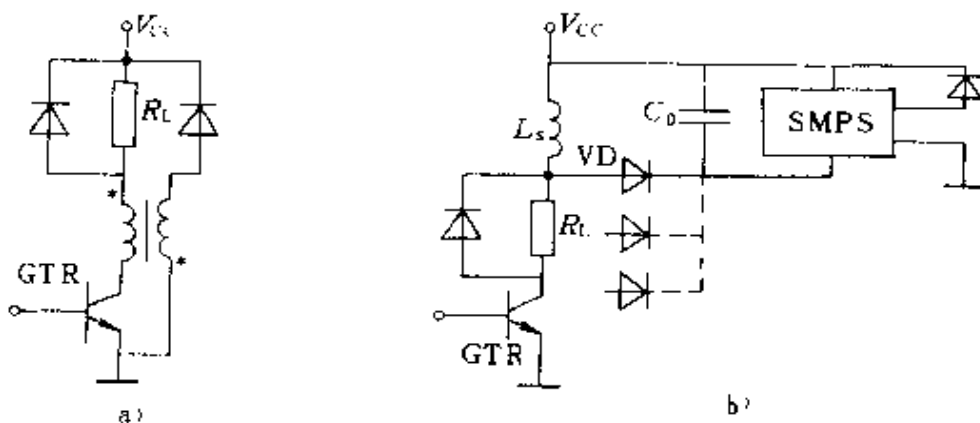 V_CC
R_L
*
*
GTR
a)
V_CC
C_0
SMPS
L_s
VD
R_L
GTR
b)